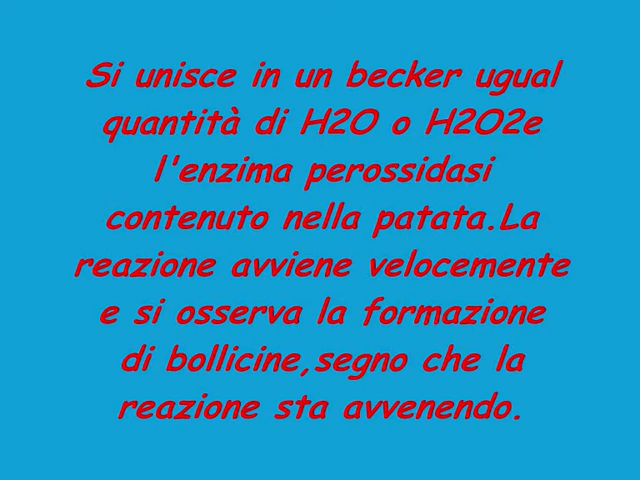 Si unisce in un becker ugual
quantità di H2O o H2O2e
l'enzima perossidasi
contenuto nella patata.La
reazione avviene velocemente
e si osserva la formazione
di bollicine,segno che la
reazione sta avvenendo.